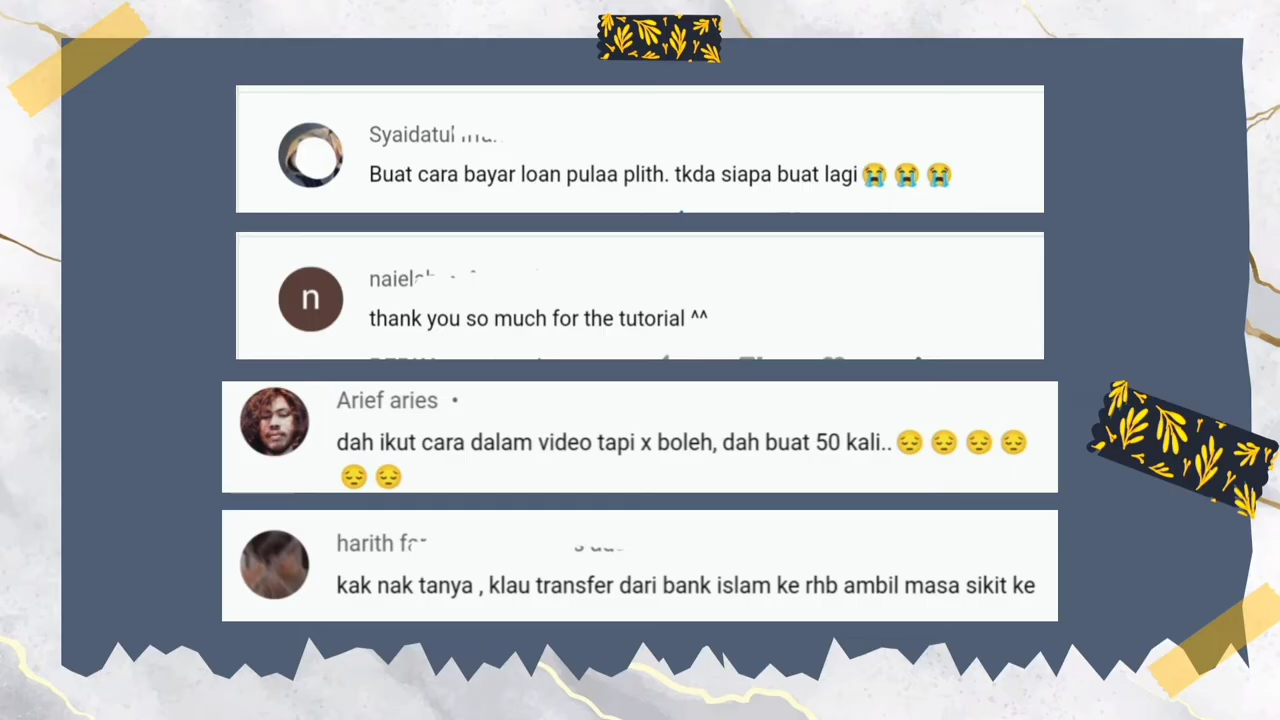 Syaidatul
Buat cara bayar loan pulaa plith. tkda siapa buat lagi😭😭😭
n
thank you so much for the tutorial ^^
Arief aries •
dah ikut cara dalam video tapi x boleh, dah buat 50 kali..😔😔😔😔
😔😔
harith
kak nak tanya , klau transfer dari bank islam ke rhb ambil masa sikit ke